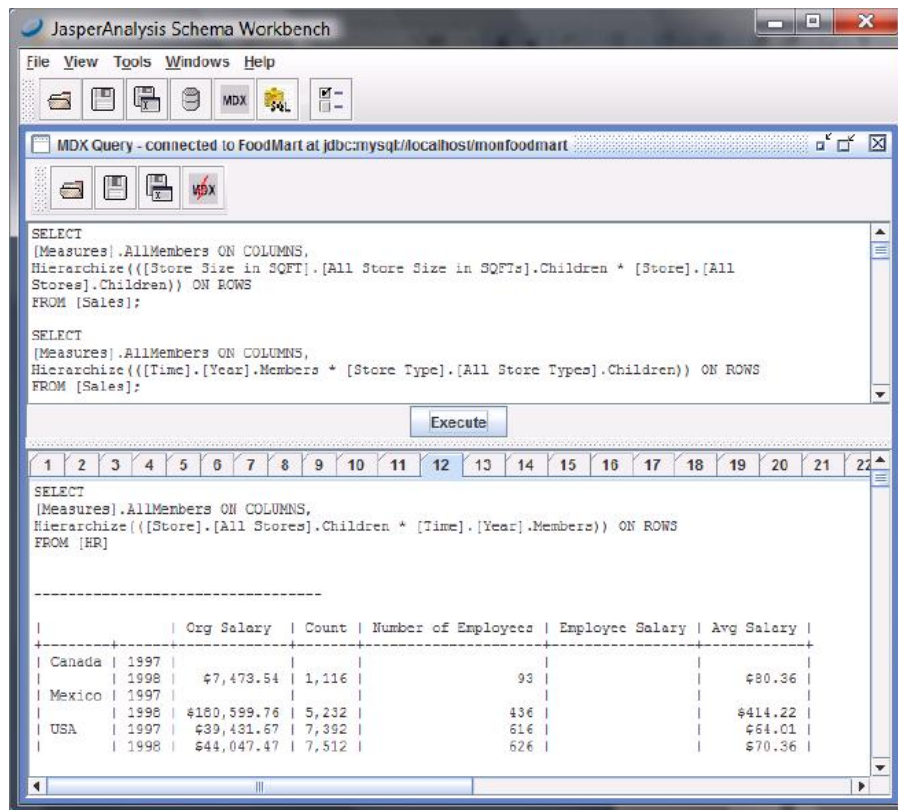 JasperAnalysis Schema Workbench
File View Tools Windows Help
MDX SQL
MDX Query - connected to FoodMart at jdbc:mysql://localhost/monfoodmart
MDX
SELECT
[Measures].AllMembers ON COLUMNS,
Hierarchize(([Store Size in SQFT].[All Store Size in SQFTs].Children * [Store].[All
Stores].Children)) ON ROWS
FROM [Sales];
SELECT
[Measures].AllMembers ON COLUMNS,
Hierarchize(([Time].[Year].Members * [Store Type].[All Store Types].Children)) ON ROWS
FROM [Sales];
Execute
1 2 3 4 5 6 7 8 9 10 11 12 13 14 15 16 17 18 19 20 21 22
SELECT
[Measures].AllMembers ON COLUMNS,
Hierarchize(([Store].[All Stores].Children * [Time].[Year].Members)) ON ROWS
FROM [HR]
---------------------------------
| | Org Salary | Count | Number of Employees | Employee Salary | Avg Salary |
+--------+------+-------------+-------+---------------------+-----------------+------------+
| Canada | 1997 | | | | | |
| | 1998 | $7,473.54 | 1,116 | 93 | | $80.36 |
| Mexico | 1997 | | | | | |
| | 1998 | $180,599.76 | 5,232 | 436 | | $414.22 |
| USA | 1997 | $39,431.67 | 7,392 | 616 | | $64.01 |
| | 1998 | $44,047.47 | 7,512 | 626 | | $70.36 |